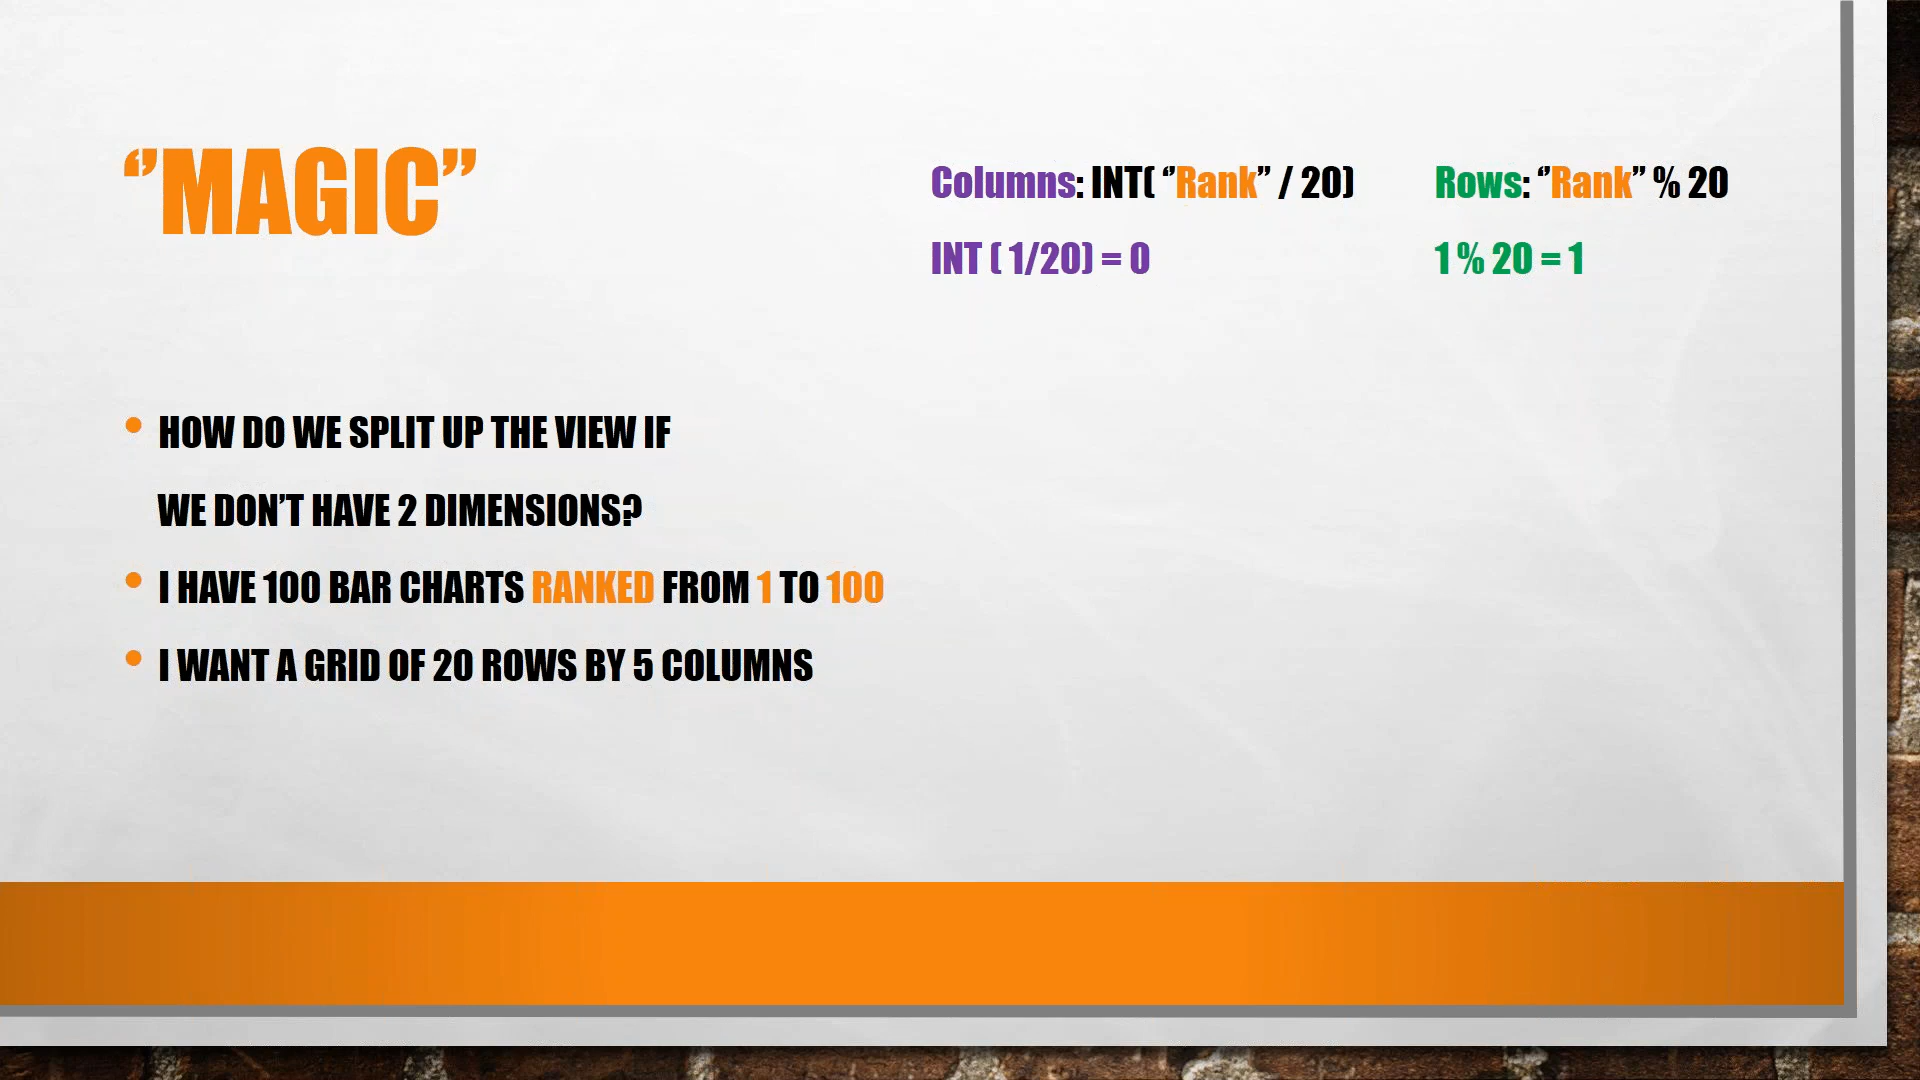 ‘’MAGIC’’
Columns: INT( ‘’Rank’’ / 20)
INT ( 1/20) = 0
Rows: ‘’Rank’’ % 20
1 % 20 = 1
• HOW DO WE SPLIT UP THE VIEW IF
WE DON’T HAVE 2 DIMENSIONS?
• I HAVE 100 BAR CHARTS RANKED FROM 1 TO 100
• I WANT A GRID OF 20 ROWS BY 5 COLUMNS